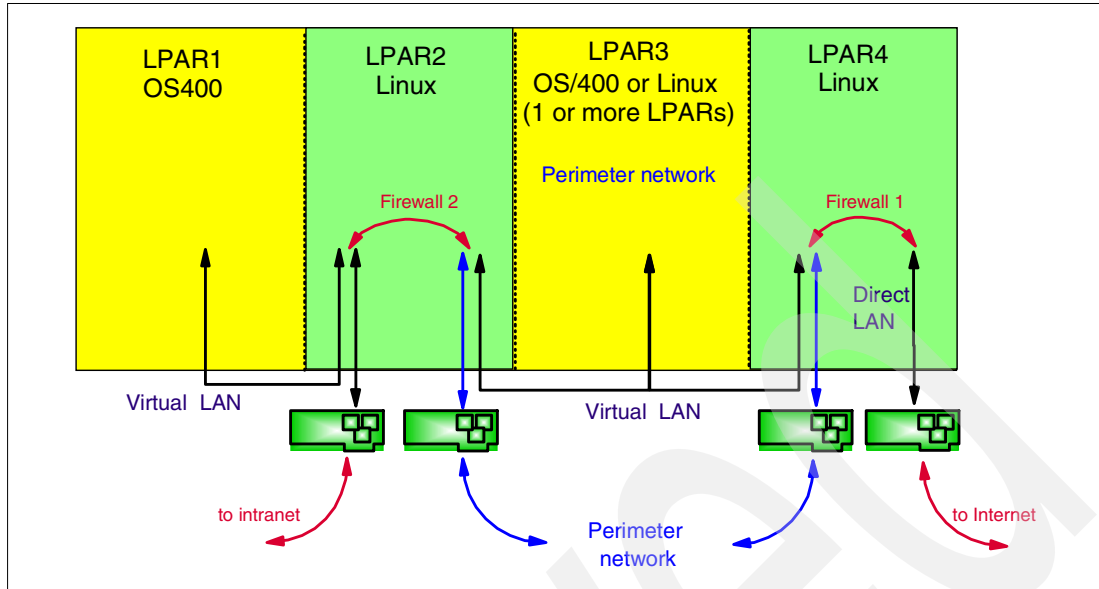 LPAR1
OS400
LPAR2
Linux
LPAR3
OS/400 or Linux
(1 or more LPARs)
LPAR4
Linux
Perimeter network
Firewall 2
Firewall 1
Direct
LAN
Virtual LAN
Virtual LAN
to intranet
Perimeter
network
to Internet